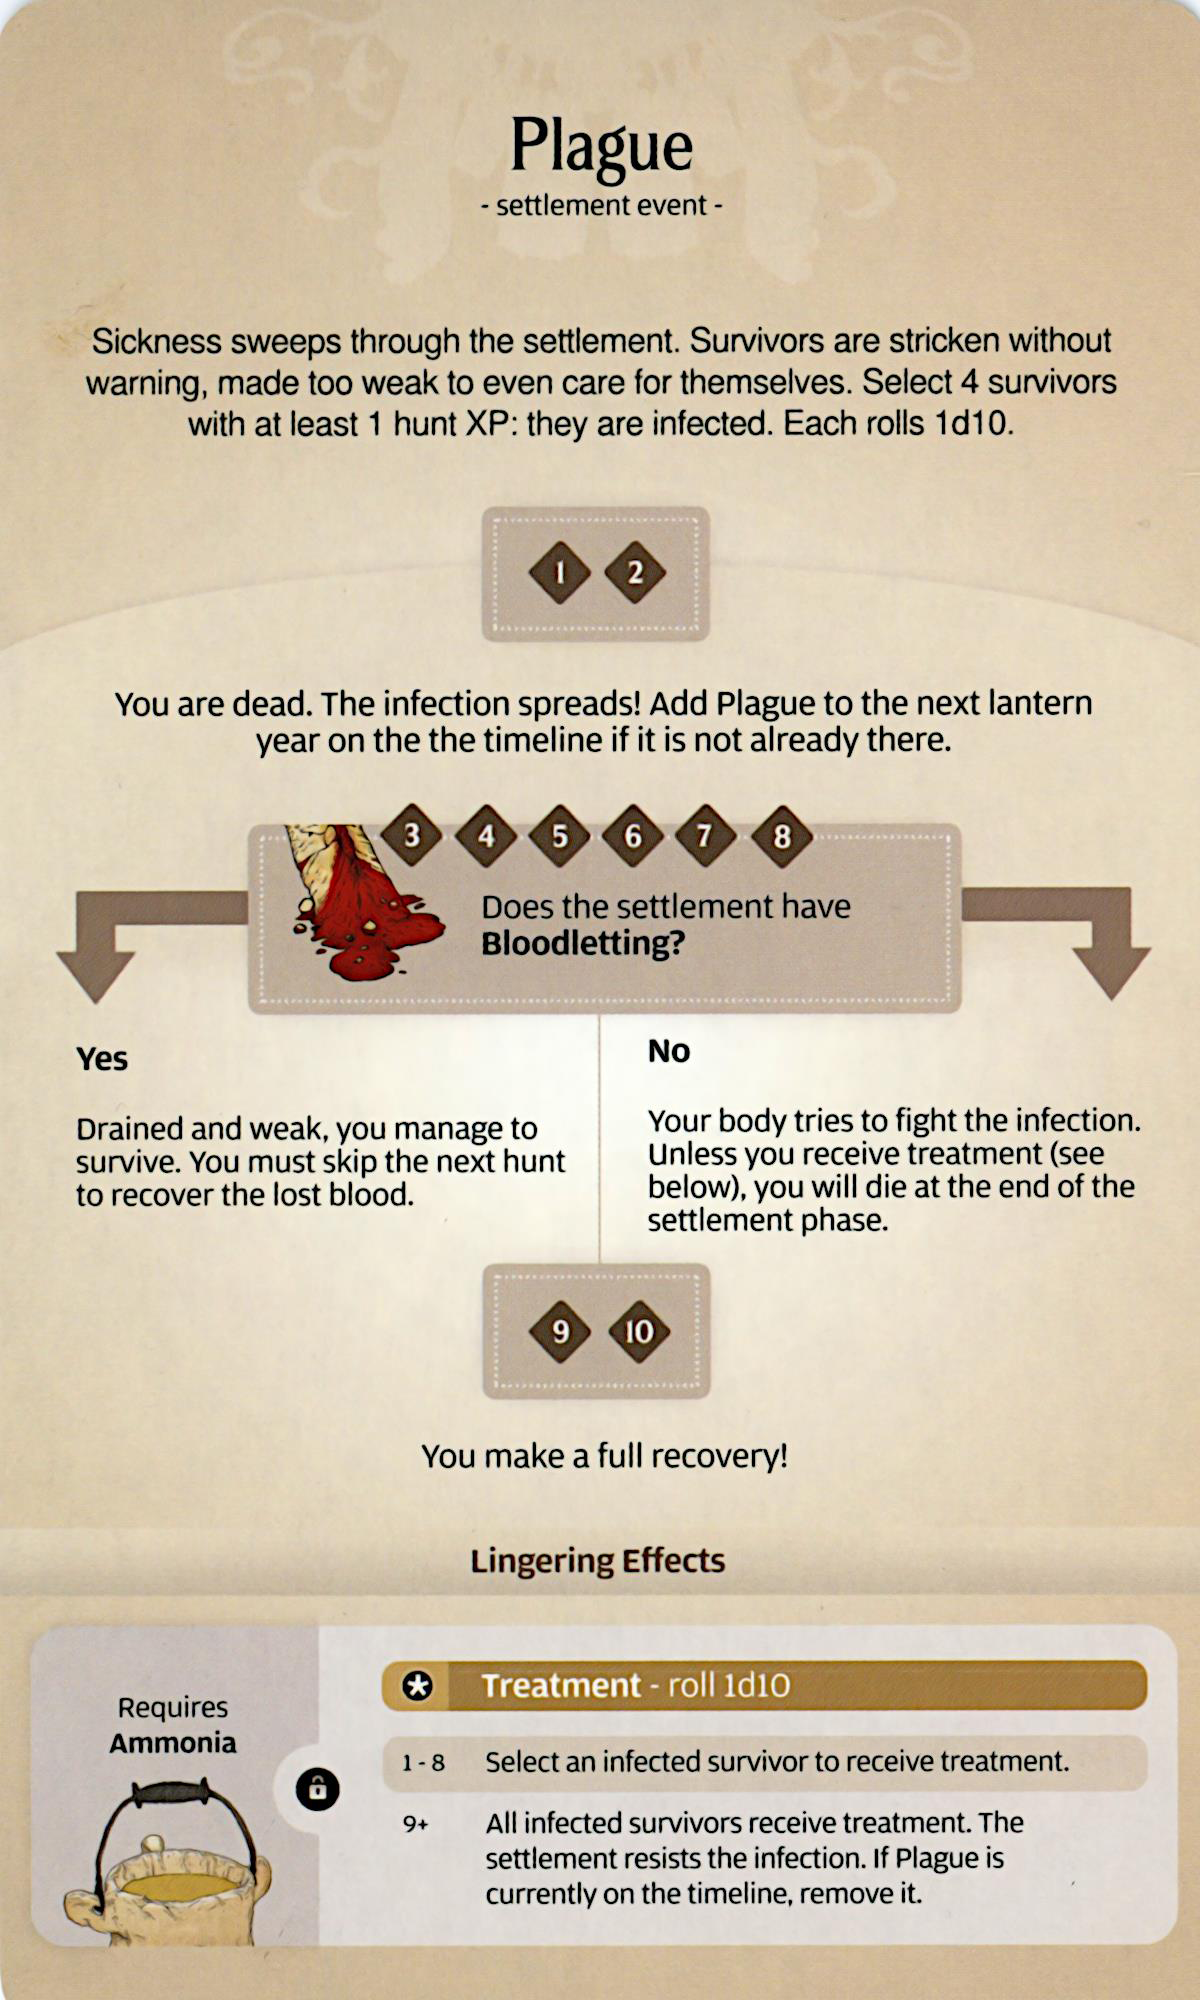 Plague
- settlement event -
Sickness sweeps through the settlement. Survivors are stricken without
warning, made too weak to even care for themselves. Select 4 survivors
with at least 1 hunt XP: they are infected. Each rolls 1d10.
1 2
You are dead. The infection spreads! Add Plague to the next lantern
year on the the timeline if it is not already there.
3 4 5 6 7 8
Does the settlement have
Bloodletting?
Yes
Drained and weak, you manage to
survive. You must skip the next hunt
to recover the lost blood.
No
Your body tries to fight the infection.
Unless you receive treatment (see
below), you will die at the end of the
settlement phase.
9 10
You make a full recovery!
Lingering Effects
Requires
Ammonia
Treatment - roll 1d10
1 - 8 Select an infected survivor to receive treatment.
9+ All infected survivors receive treatment. The
settlement resists the infection. If Plague is
currently on the timeline, remove it.